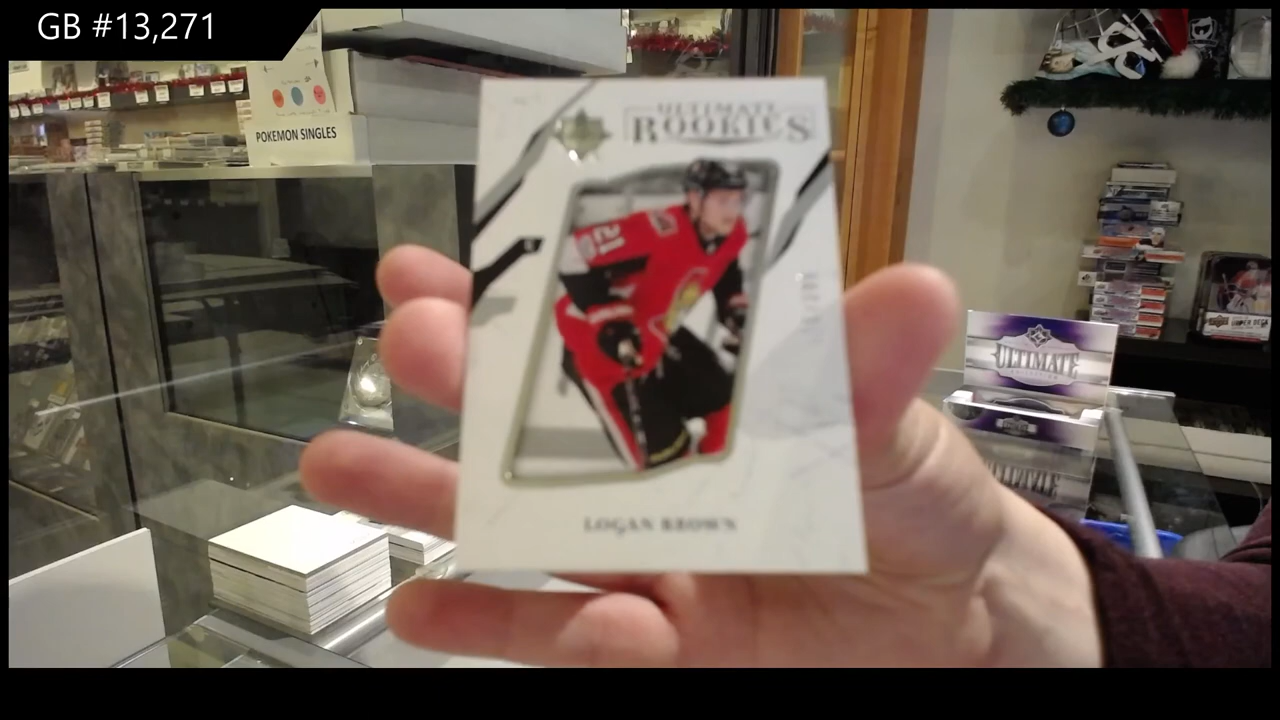 GB #13,271
POKEMON SINGLES
ULTIMATE
ROOKIES
21
LOGAN BROWN
ULTIMATE